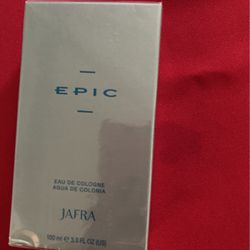 EPIC
EAU DE COLOGNE
AGUA DE COLONIA
JAFRA
100 ml e 3.3 FL OZ (US)